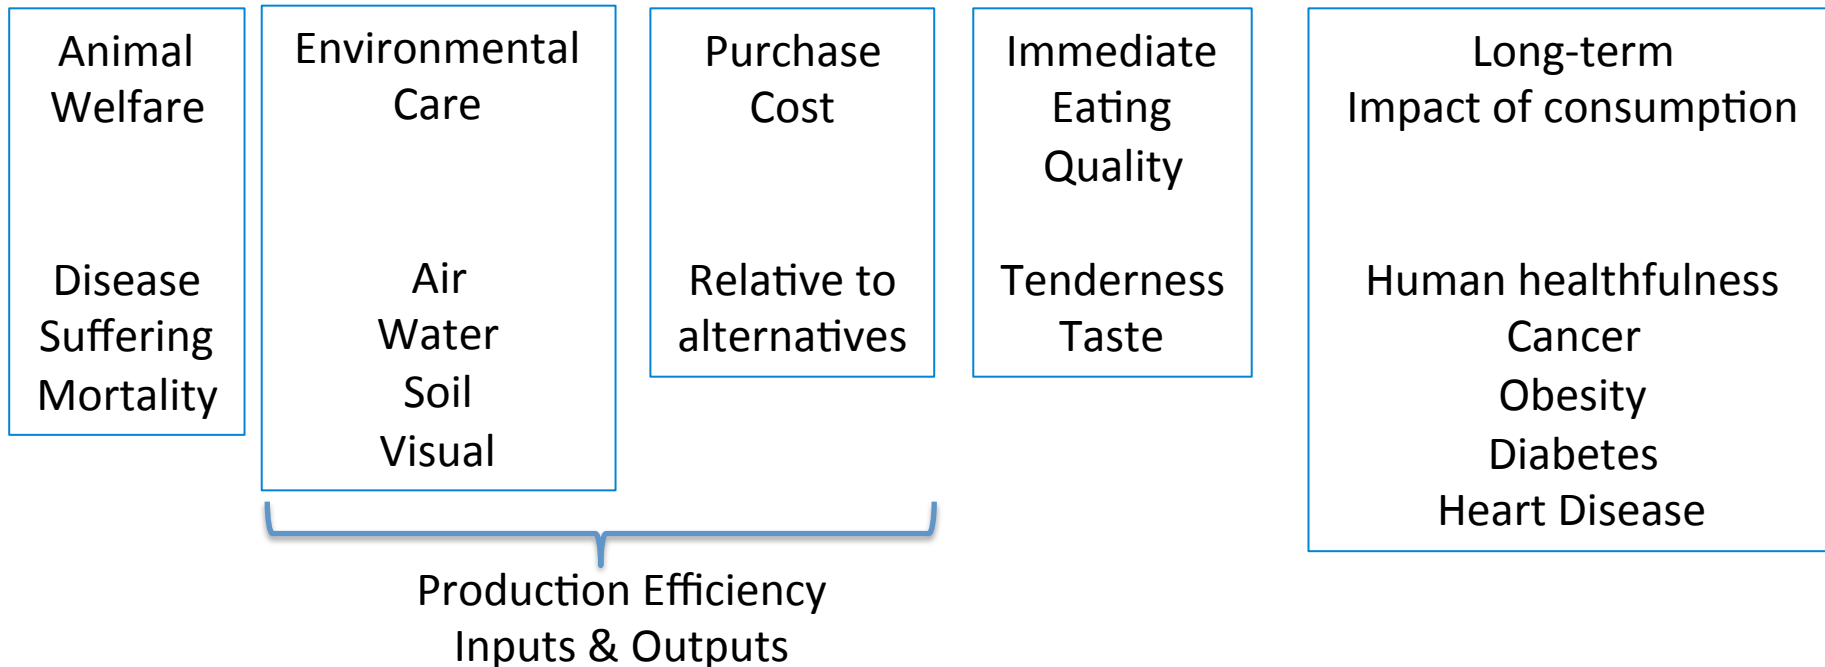 Animal
Welfare
Disease
Suffering
Mortality
Environmental
Care
Air
Water
Soil
Visual
Purchase
Cost
Relative to
alternatives
Immediate
Eating
Quality
Tenderness
Taste
Long-term
Impact of consumption
Human healthfulness
Cancer
Obesity
Diabetes
Heart Disease
Production Efficiency
Inputs & Outputs